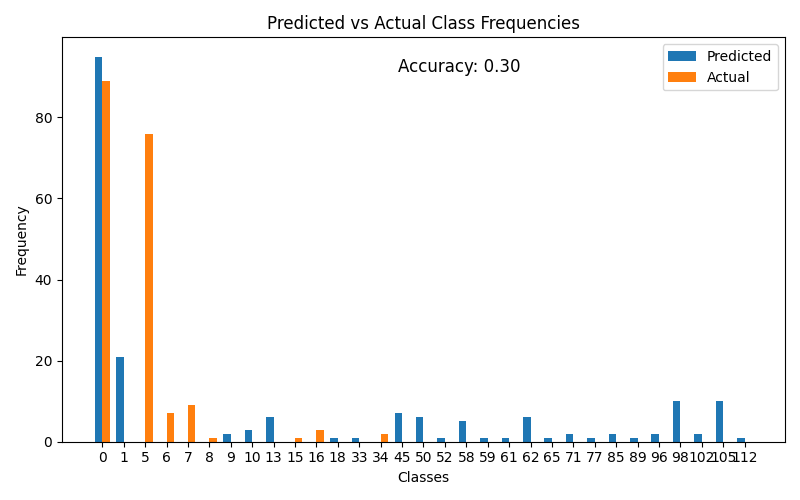 Predicted vs Actual Class Frequencies
Accuracy: 0.30
Predicted
Actual
Frequency
80
60
40
20
0
0 1 5 6 7 8 9 10 13 15 16 18 33 34 45 50 52 58 59 61 62 65 71 77 85 89 96 98 102 105 112
Classes